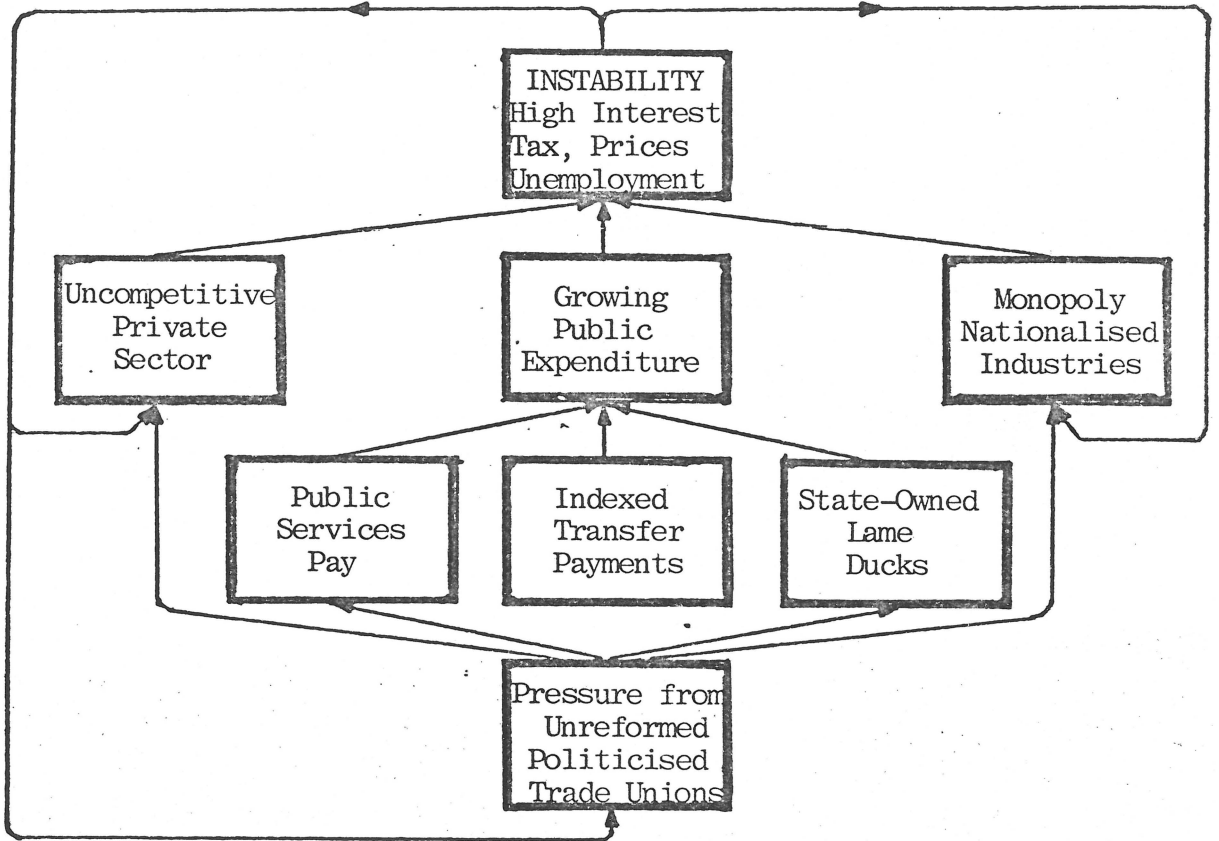 INSTABILITY
High Interest
Tax, Prices
Unemployment
Uncompetitive
Private
Sector
Growing
Public
Expenditure
Monopoly
Nationalised
Industries
Public
Services
Pay
Indexed
Transfer
Payments
State-Owned
Lame
Ducks
Pressure from
Unreformed
Politicised
Trade Unions